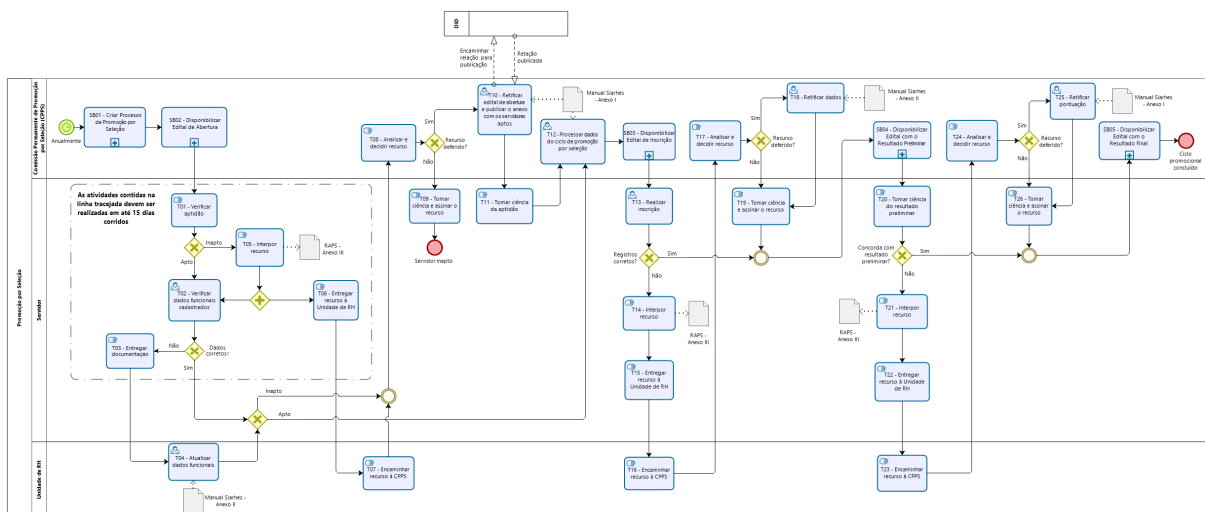 DIO
Encaminhar
relação para
publicação
Relação
publicada
Promoção por Seleção
Comissão Permanente de Promoção
por Seleção (CPPS)
Servidor
Unidade de RH
Anualmente
SB01 - Criar Processo
de Promoção por
Seleção
SB02 - Disponibilizar
Edital de Abertura
T08 - Analisar e
decidir recurso
Sim
Recurso
deferido?
Não
T10 - Retificar
edital de abertura
e publicar o anexo
com os servidores
aptos
Manual Siarhes
- Anexo I
T12 - Processar dados
do ciclo de promoção
por seleção
SB03 - Disponibilizar
Edital de Inscrição
T17 - Analisar e
decidir recurso
Sim
Recurso
deferido?
Não
T18 - Retificar dados
Manual Siarhes
- Anexo II
SB04 - Disponibilizar
Edital com o
Resultado Preliminar
T24 - Analisar e
decidir recurso
Sim
Recurso
deferido?
Não
T25 - Retificar
pontuação
Manual Siarhes
- Anexo I
SB05 - Disponibilizar
Edital com o
Resultado Final
Ciclo
promocional
concluído
As atividades contidas na
linha tracejada devem ser
realizadas em até 15 dias
corridos
T01 - Verificar
aptidão
Inapto
Apto
T05 - Interpor
recurso
RAPS -
Anexo III
T02 - Verificar
dados funcionais
cadastrados
T06 - Entregar
recurso à
Unidade de RH
T03 - Entregar
documentação
Não
Dados
corretos?
Sim
Inapto
Apto
T09 - Tomar
ciência e assinar o
recurso
Servidor inapto
T11 - Tomar ciência
da aptidão
T13 - Realizar
inscrição
Registros
corretos?
Sim
Não
T14 - Interpor
recurso
RAPS -
Anexo III
T15 - Entregar
recurso à
Unidade de RH
T19 - Tomar ciência
e assinar o recurso
T20 - Tomar ciência
do resultado
preliminar
Concorda com
resultado
preliminar?
Sim
Não
T21 - Interpor
recurso
RAPS -
Anexo III
T22 - Entregar
recurso à Unidade
de RH
T26 - Tomar
ciência e assinar o
recurso
T04 - Atualizar
dados funcionais
Manual Siarhes -
Anexo II
T07 - Encaminhar
recurso à CPPS
T16 - Encaminhar
recurso à CPPS
T23 - Encaminhar
recurso à CPPS